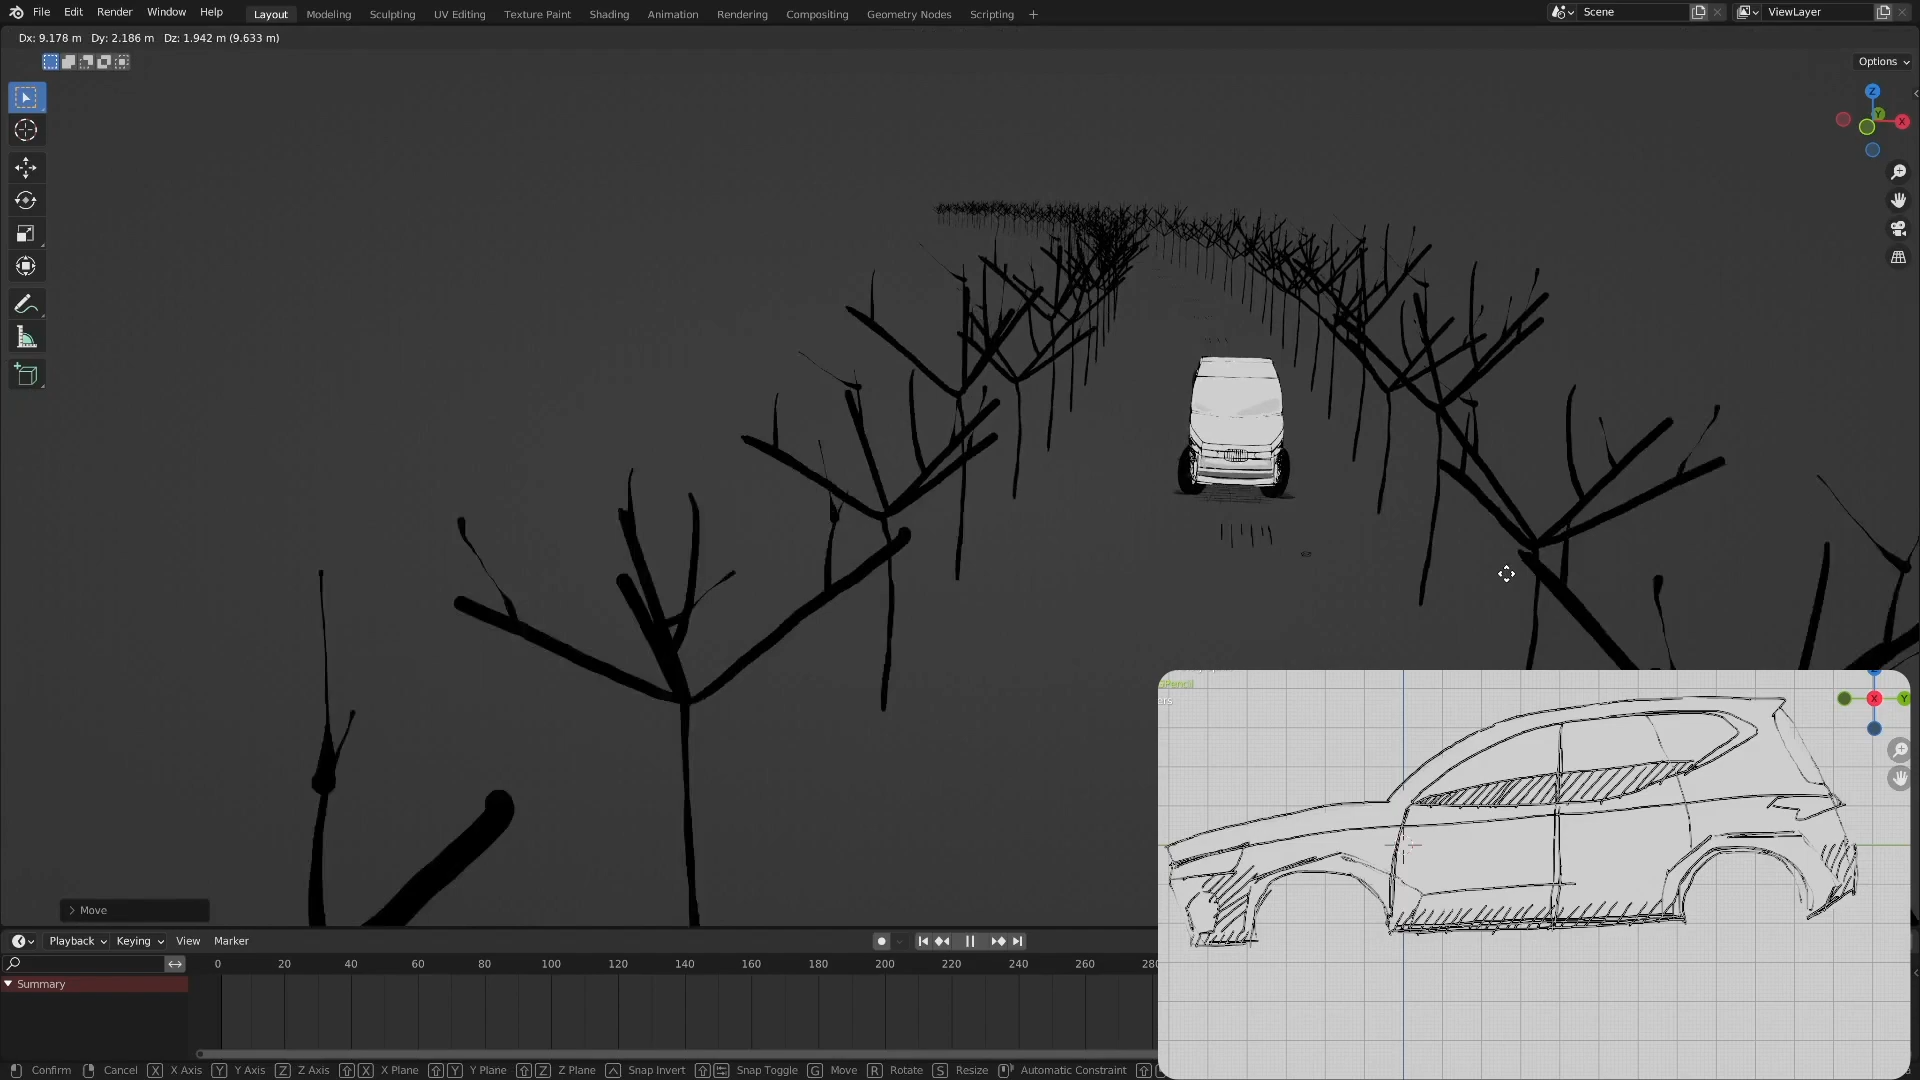 File Edit Render Window Help
Layout Modeling Sculpting UV Editing Texture Paint Shading Animation Rendering Compositing Geometry Nodes Scripting +
Scene
ViewLayer
Dx: 9.178 m Dy: 2.186 m Dz: 1.942 m (9.633 m)
Options
Z
Y
X
GPencil
X
Y
> Move
Playback Keying View Marker
0 20 40 60 80 100 120 140 160 180 200 220 240 260
Summary
Confirm Cancel X X Axis Y Y Axis Z Z Axis X X Plane Y Y Plane Z Z Plane Snap Invert Snap Toggle G Move R Rotate S Resize Automatic Constraint